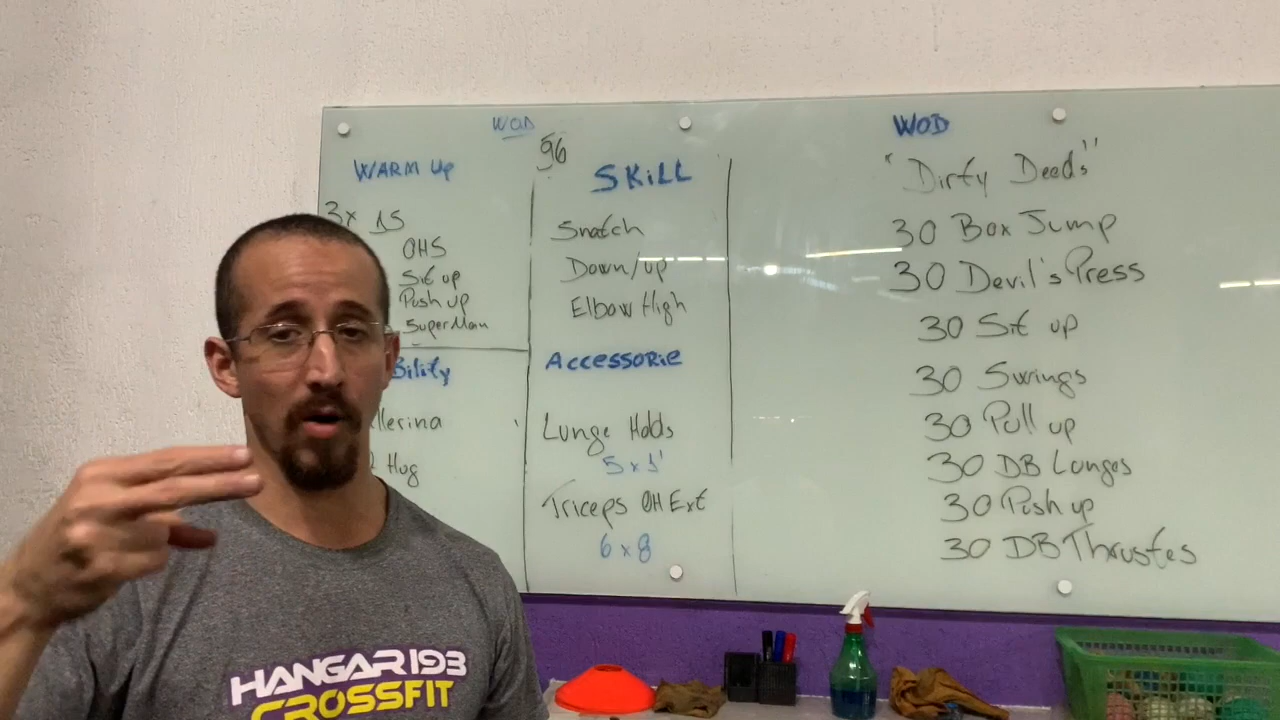 WOD
96
WARM Up
3x 15
OHS
Sit up
Push up
SuperMan
Bility
llerina
Hug
SKiLL
Snatch
Down/up
Elbow High
Accessorie
Lunge Holds
5 x 1'
Triceps OH Ext
6 x 8
WOD
"Dirty Deeds"
30 Box Jump
30 Devil's Press
30 Sit up
30 Swings
30 Pull up
30 DB Lunges
30 Push up
30 DB Thrustes
HANGAR193
CROSSFIT